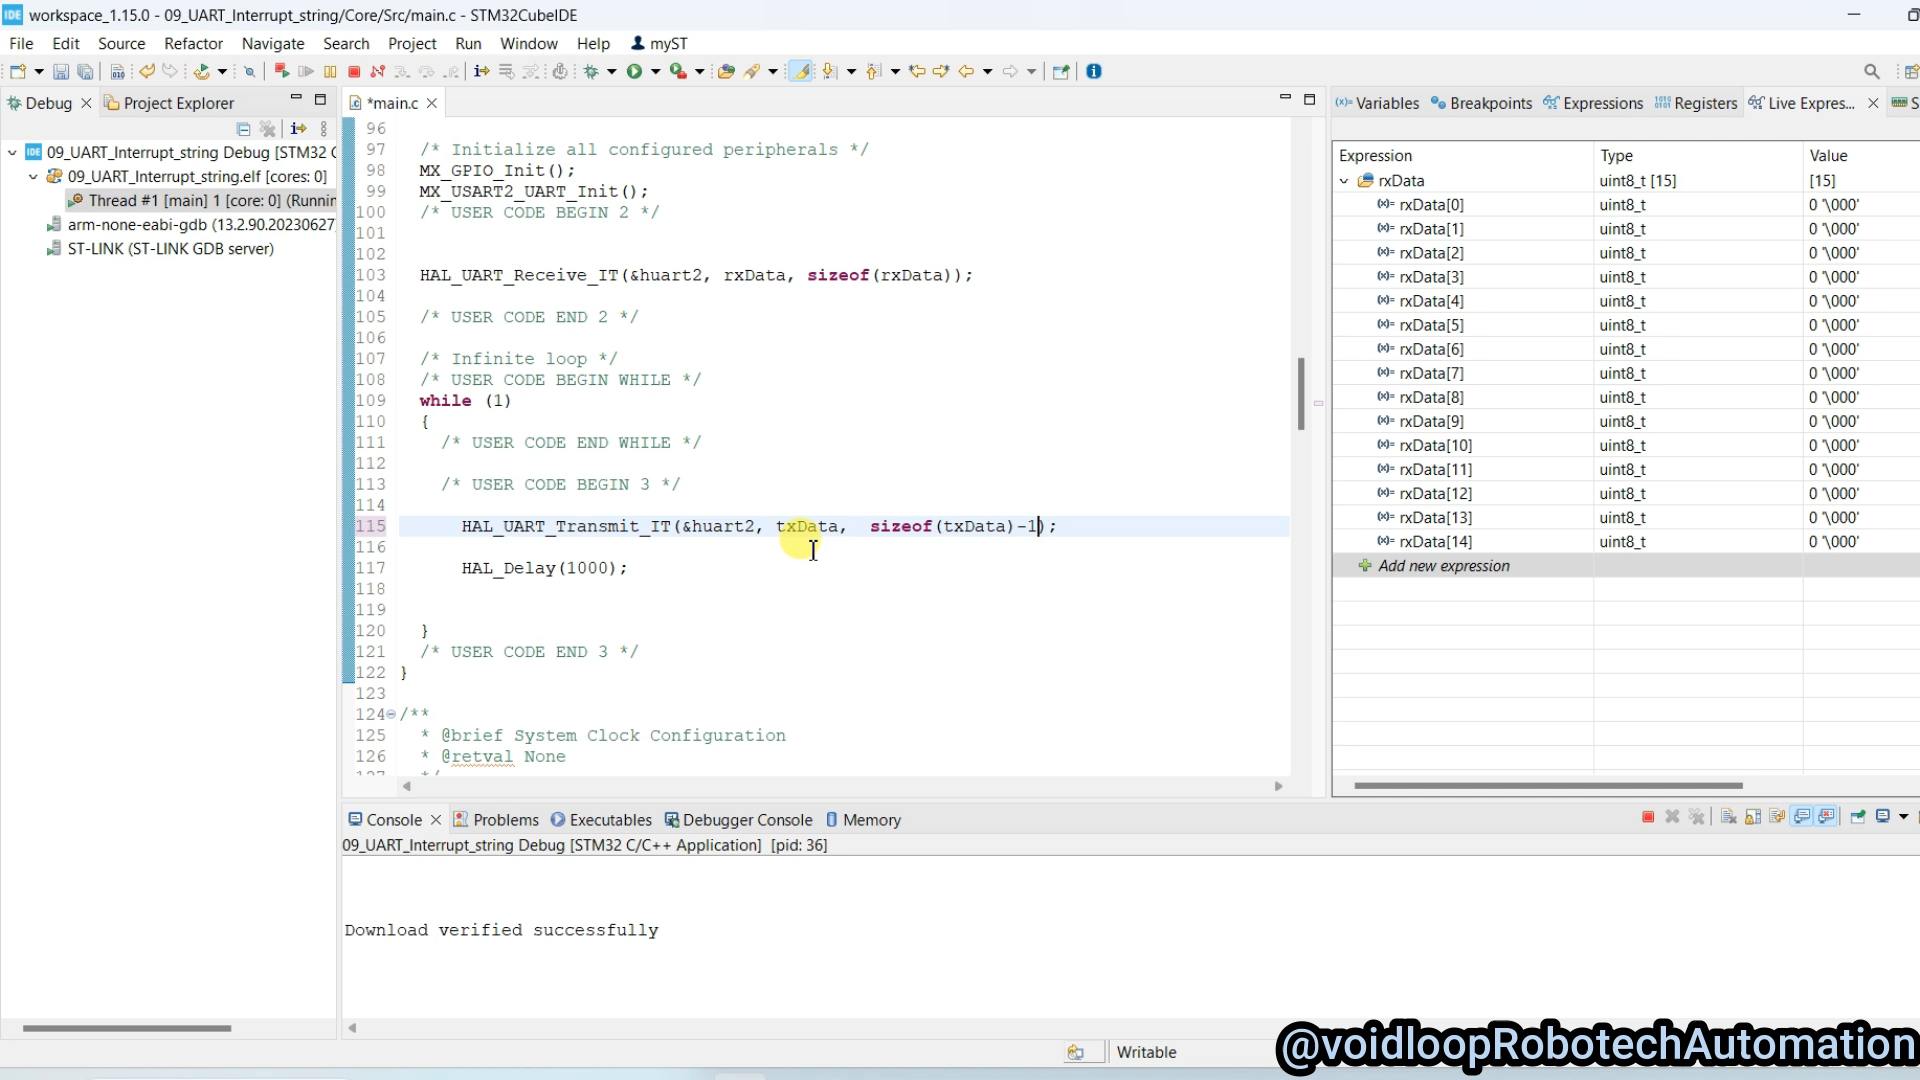 IDE workspace_1.15.0 - 09_UART_Interrupt_string/Core/Src/main.c - STM32CubeIDE
File Edit Source Refactor Navigate Search Project Run Window Help myST
Debug Project Explorer
09_UART_Interrupt_string Debug [STM32 C
09_UART_Interrupt_string.elf [cores: 0]
Thread #1 [main] 1 [core: 0] (Runnin
arm-none-eabi-gdb (13.2.90.20230627
ST-LINK (ST-LINK GDB server)
*main.c
96
97 /* Initialize all configured peripherals */
98 MX_GPIO_Init();
99 MX_USART2_UART_Init();
100 /* USER CODE BEGIN 2 */
101
102
103 HAL_UART_Receive_IT(&huart2, rxData, sizeof(rxData));
104
105 /* USER CODE END 2 */
106
107 /* Infinite loop */
108 /* USER CODE BEGIN WHILE */
109 while (1)
110 {
111 /* USER CODE END WHILE */
112
113 /* USER CODE BEGIN 3 */
114
115 HAL_UART_Transmit_IT(&huart2, txData, sizeof(txData)-1);
116
117 HAL_Delay(1000);
118
119
120 }
121 /* USER CODE END 3 */
122 }
123
124 /**
125 * @brief System Clock Configuration
126 * @retval None
127 */
Variables Breakpoints Expressions Registers Live Expres... S
Expression Type Value
rxData uint8_t [15] [15]
rxData[0] uint8_t 0 '\000'
rxData[1] uint8_t 0 '\000'
rxData[2] uint8_t 0 '\000'
rxData[3] uint8_t 0 '\000'
rxData[4] uint8_t 0 '\000'
rxData[5] uint8_t 0 '\000'
rxData[6] uint8_t 0 '\000'
rxData[7] uint8_t 0 '\000'
rxData[8] uint8_t 0 '\000'
rxData[9] uint8_t 0 '\000'
rxData[10] uint8_t 0 '\000'
rxData[11] uint8_t 0 '\000'
rxData[12] uint8_t 0 '\000'
rxData[13] uint8_t 0 '\000'
rxData[14] uint8_t 0 '\000'
Add new expression
Console Problems Executables Debugger Console Memory
09_UART_Interrupt_string Debug [STM32 C/C++ Application] [pid: 36]
Download verified successfully
Writable
@voidloopRobotechAutomation